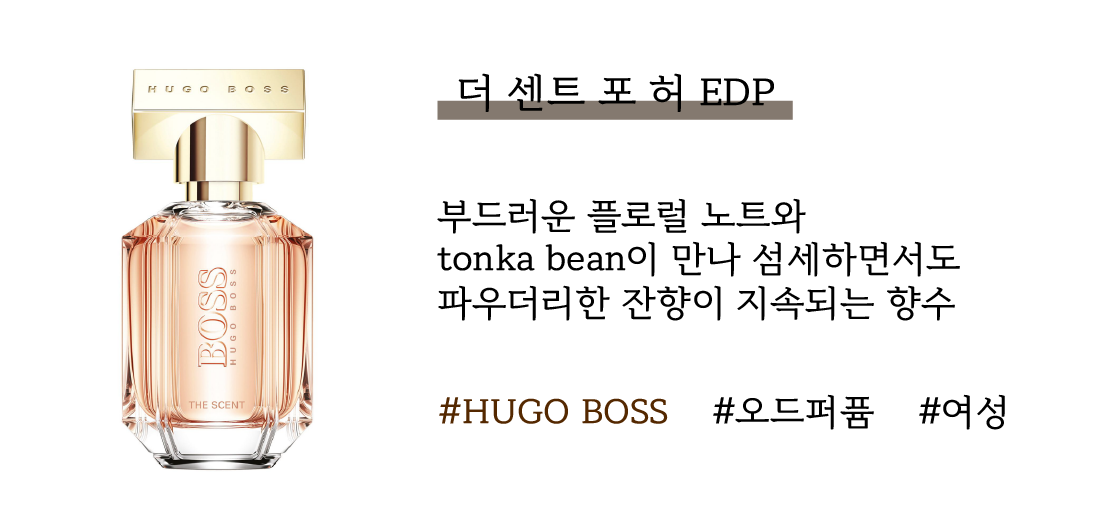 HUGO BOSS
BOSS
HUGO BOSS
THE SCENT
더 센트 포 허 EDP
부드러운 플로럴 노트와
tonka bean이 만나 섬세하면서도
파우더리한 잔향이 지속되는 향수
#HUGO BOSS #오드퍼퓸 #여성